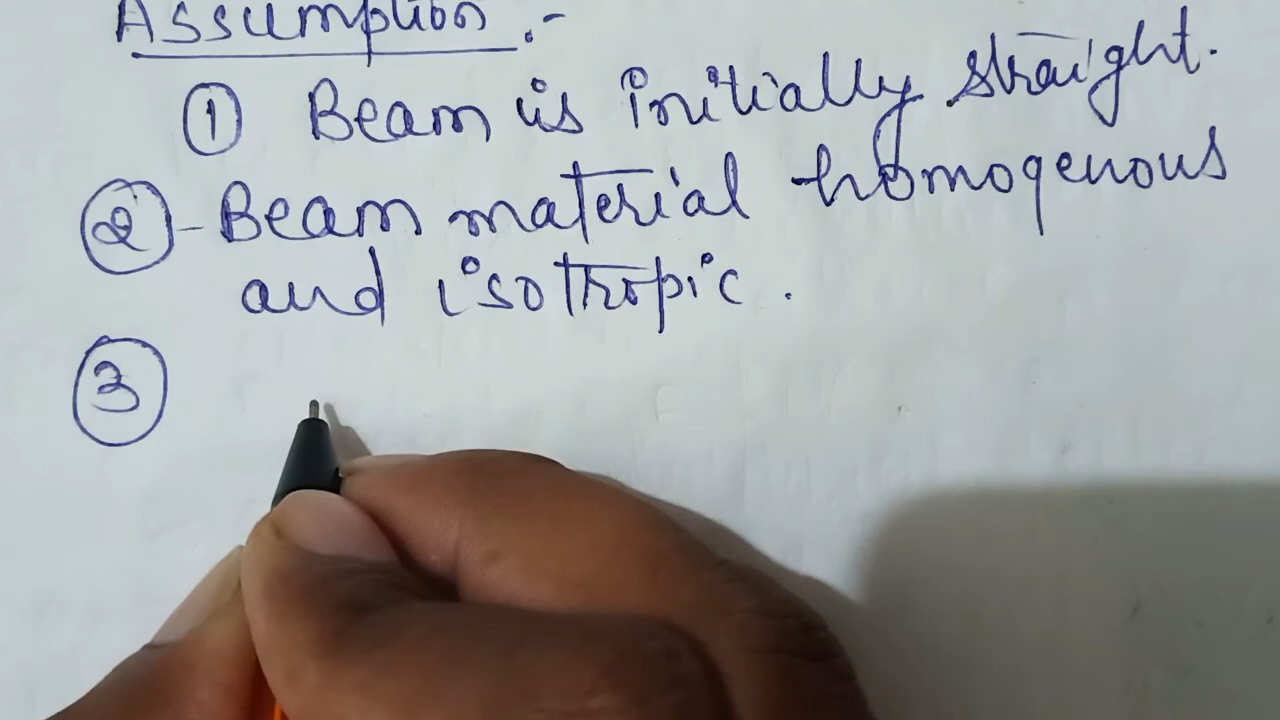 Assumption :-
① Beam is initially straight.
② - Beam material homogenous
and isotropic .
③